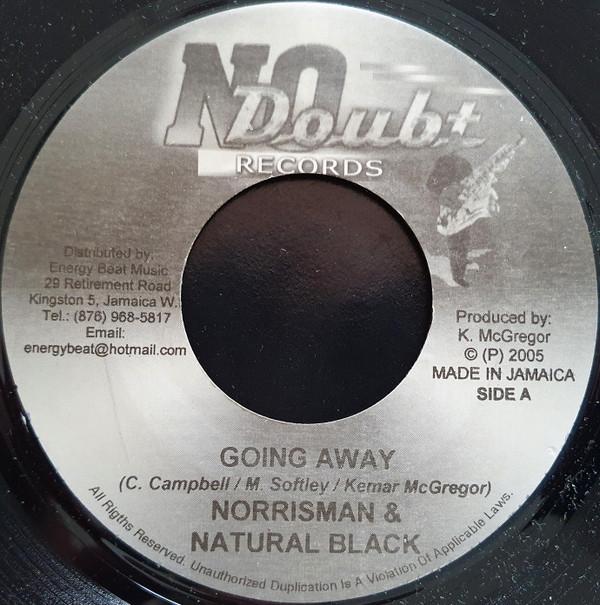 NO
Doubt
RECORDS
Distributed by:
Energy Beat Music
29 Retirement Road
Kingston 5, Jamaica W.
Tel.: (876) 968-5817
Email:
energybeat@hotmail.com
Produced by:
K. McGregor
© (P) 2005
MADE IN JAMAICA
SIDE A
GOING AWAY
(C. Campbell / M. Softley / Kemar McGregor)
NORRISMAN &
NATURAL BLACK
All Rigths Reserved. Unauthorized Duplication Is A Violation Of Applicable Laws.